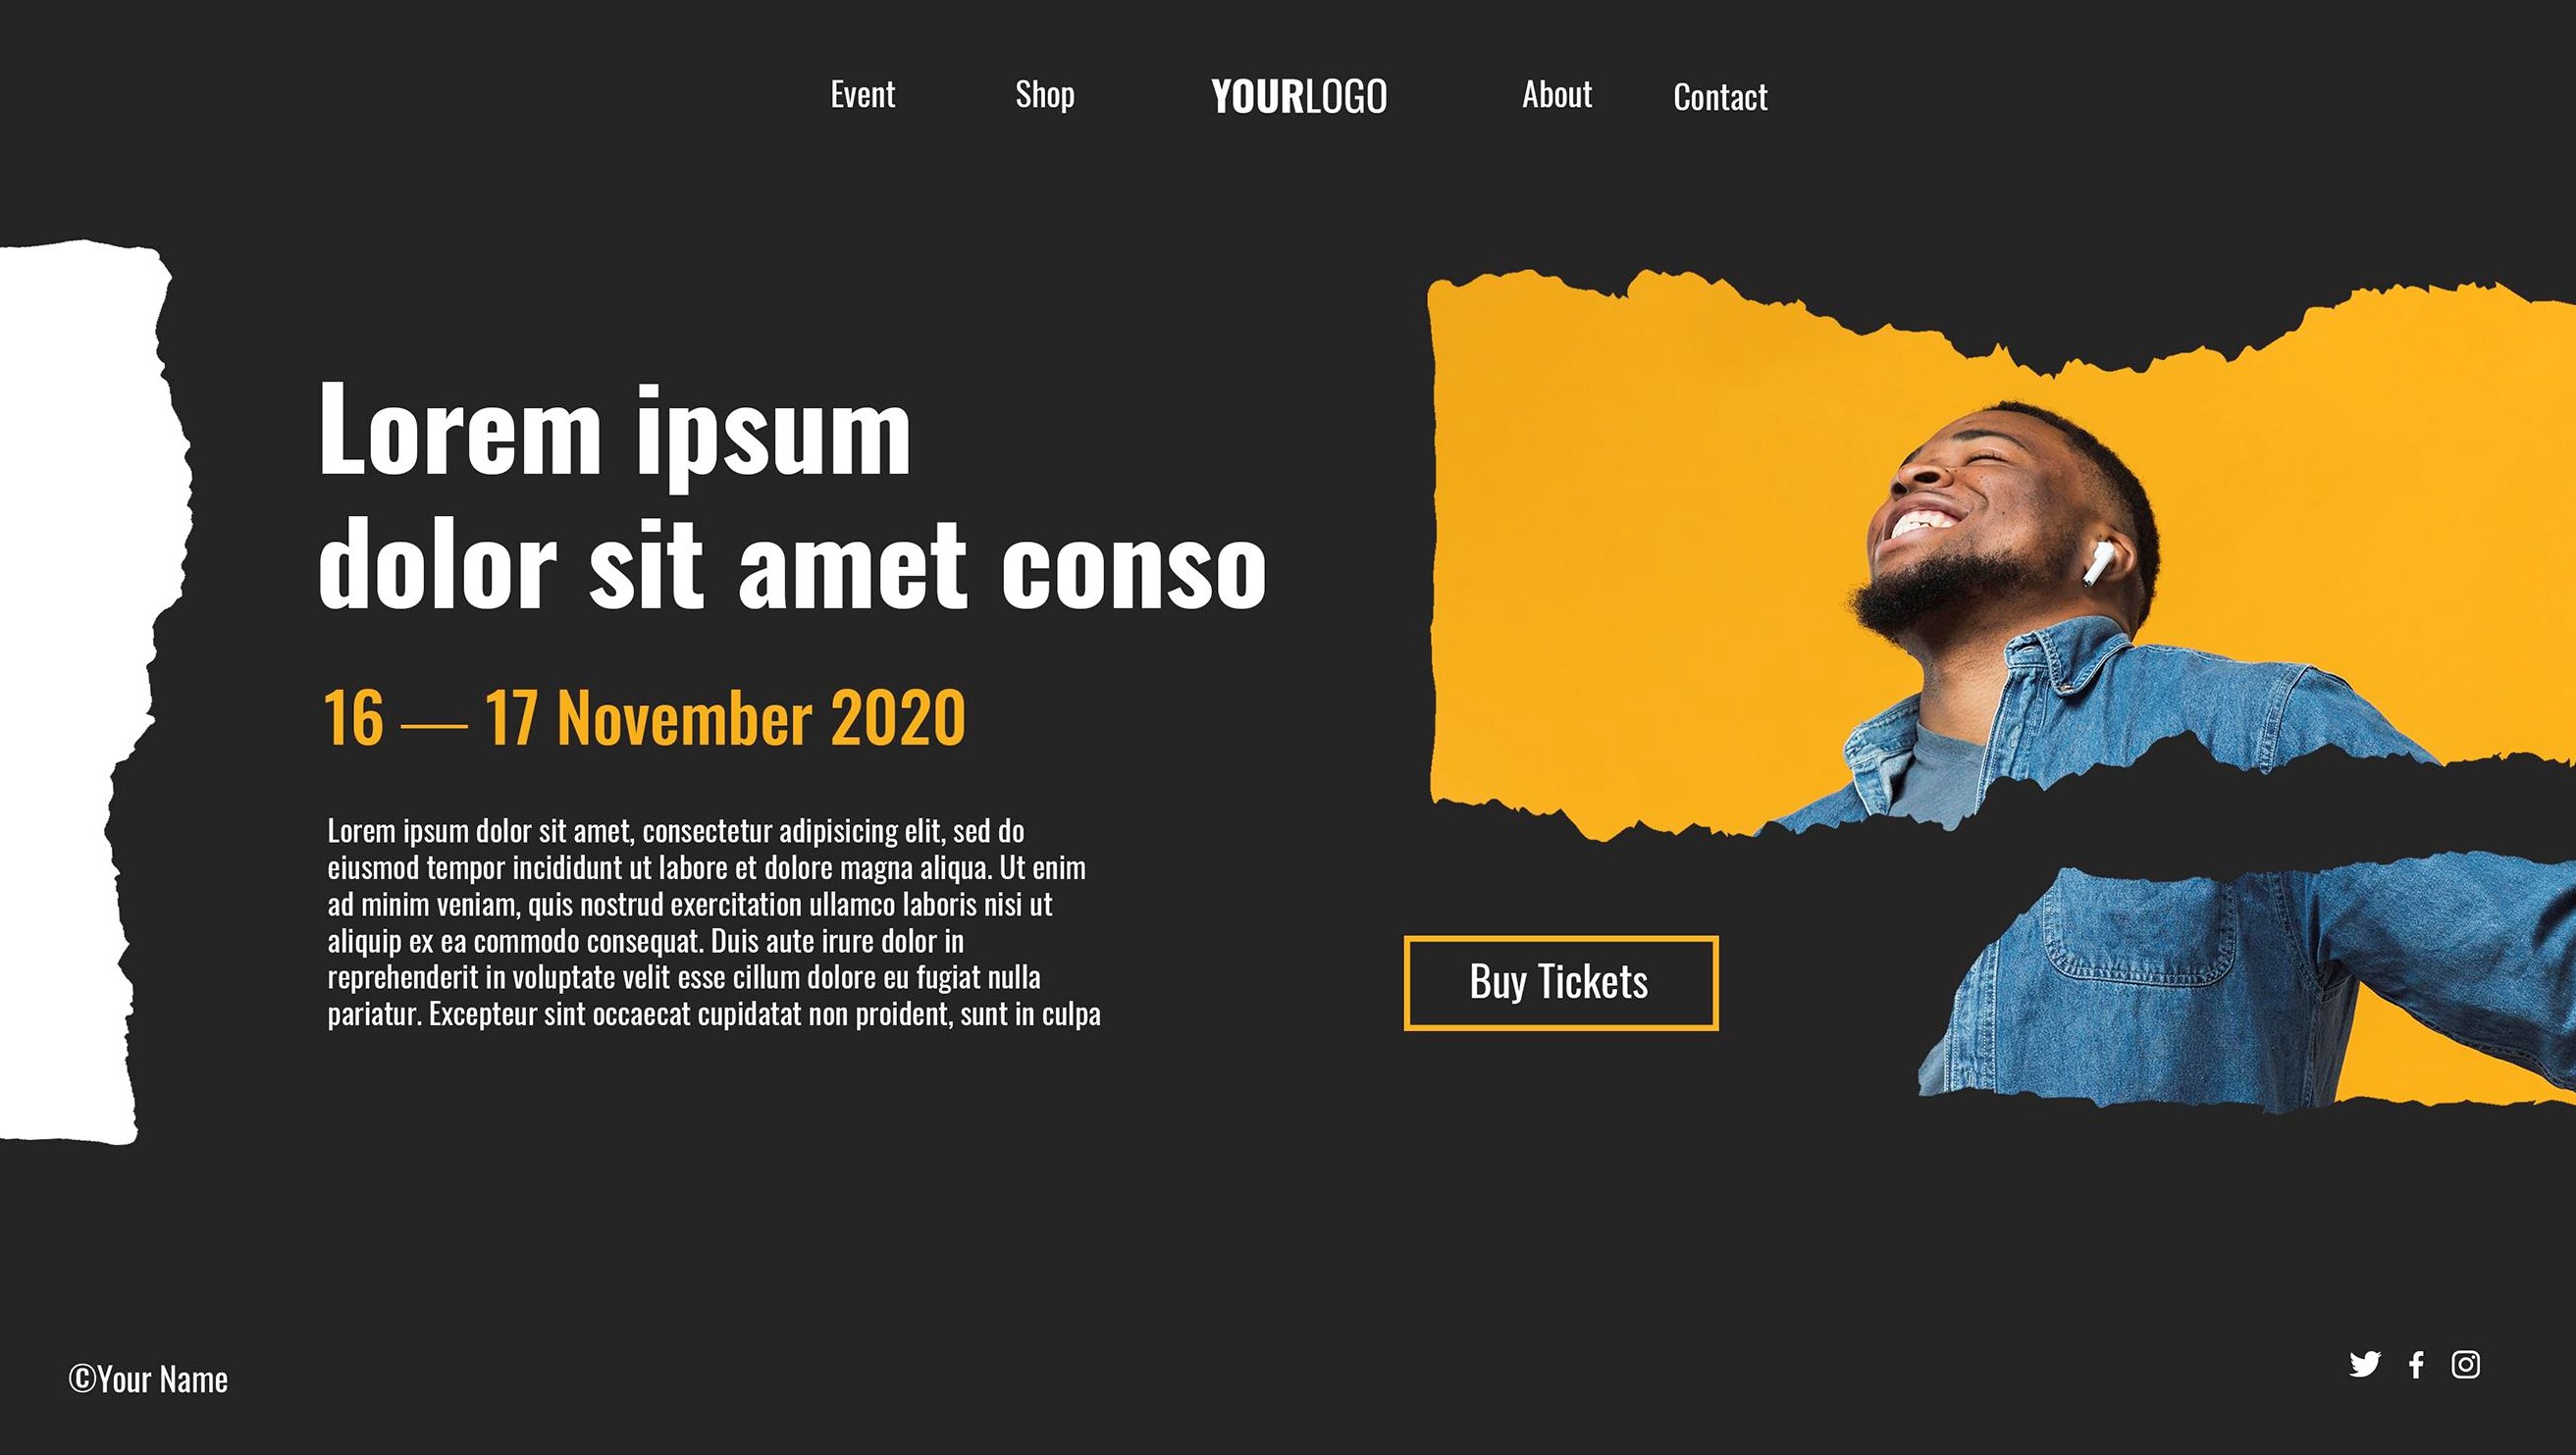 Event Shop YOURLOGO About Contact
Lorem ipsum
dolor sit amet conso
16 — 17 November 2020
Lorem ipsum dolor sit amet, consectetur adipisicing elit, sed do
eiusmod tempor incididunt ut labore et dolore magna aliqua. Ut enim
ad minim veniam, quis nostrud exercitation ullamco laboris nisi ut
aliquip ex ea commodo consequat. Duis aute irure dolor in
reprehenderit in voluptate velit esse cillum dolore eu fugiat nulla
pariatur. Excepteur sint occaecat cupidatat non proident, sunt in culpa
Buy Tickets
©Your Name